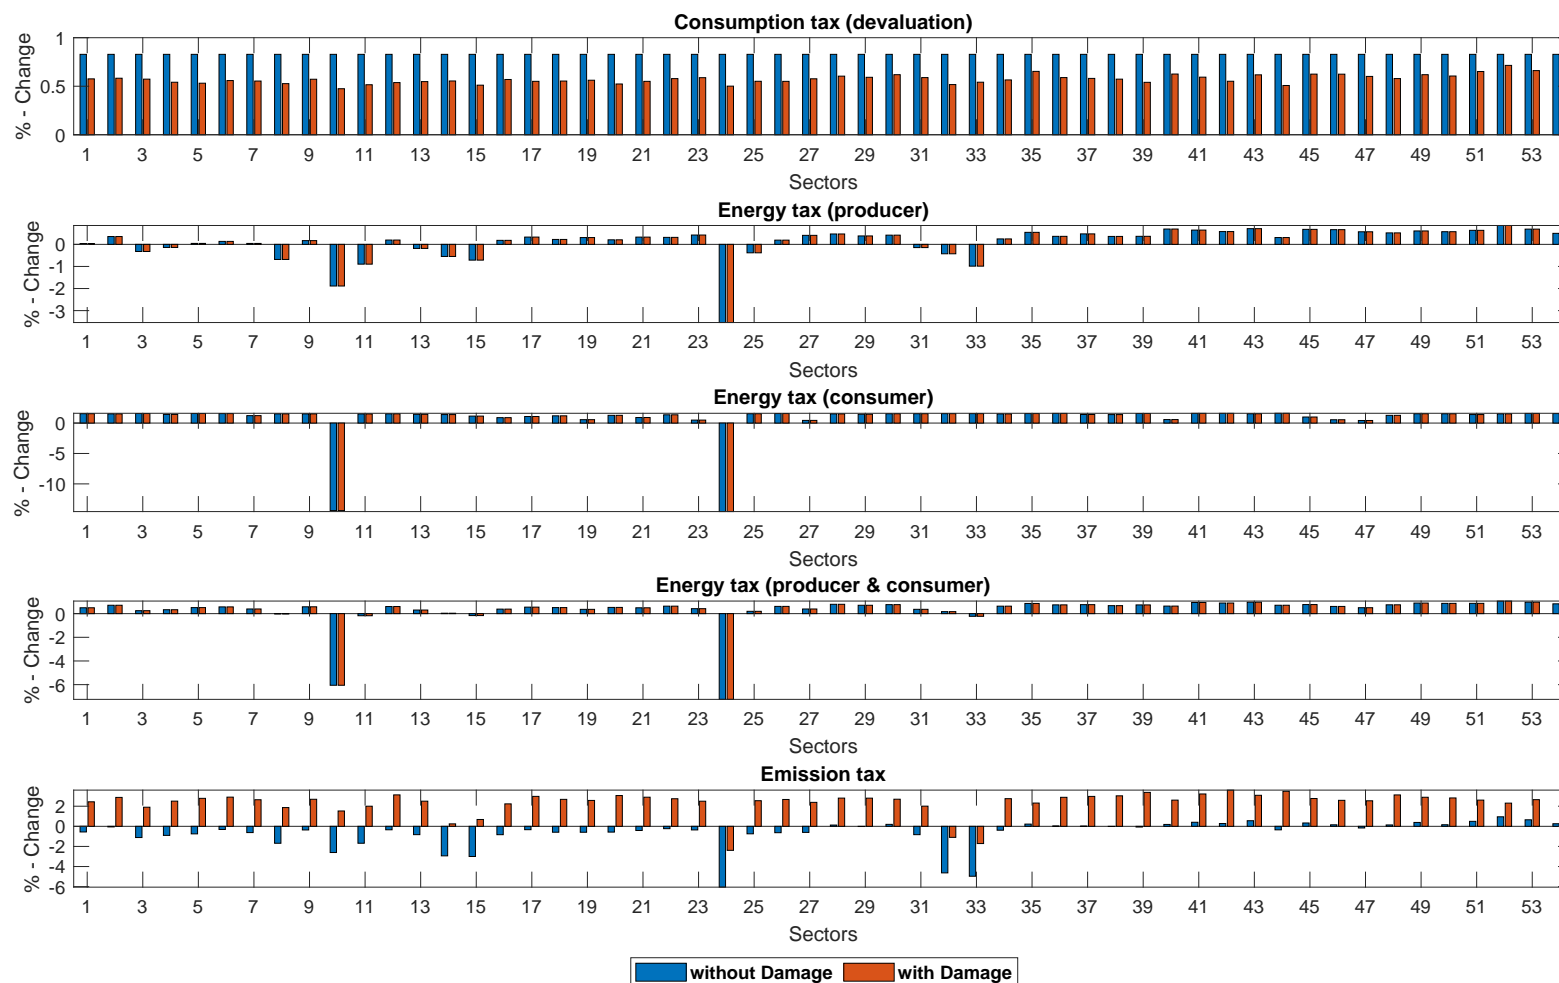 Consumption tax (devaluation)
% - Change
1
0.5
0
1 3 5 7 9 11 13 15 17 19 21 23 25 27 29 31 33 35 37 39 41 43 45 47 49 51 53
Sectors
Energy tax (producer)
% - Change
0
-1
-2
-3
1 3 5 7 9 11 13 15 17 19 21 23 25 27 29 31 33 35 37 39 41 43 45 47 49 51 53
Sectors
Energy tax (consumer)
% - Change
0
-5
-10
1 3 5 7 9 11 13 15 17 19 21 23 25 27 29 31 33 35 37 39 41 43 45 47 49 51 53
Sectors
Energy tax (producer & consumer)
% - Change
0
-2
-4
-6
1 3 5 7 9 11 13 15 17 19 21 23 25 27 29 31 33 35 37 39 41 43 45 47 49 51 53
Sectors
Emission tax
% - Change
2
0
-2
-4
-6
1 3 5 7 9 11 13 15 17 19 21 23 25 27 29 31 33 35 37 39 41 43 45 47 49 51 53
Sectors
without Damage with Damage